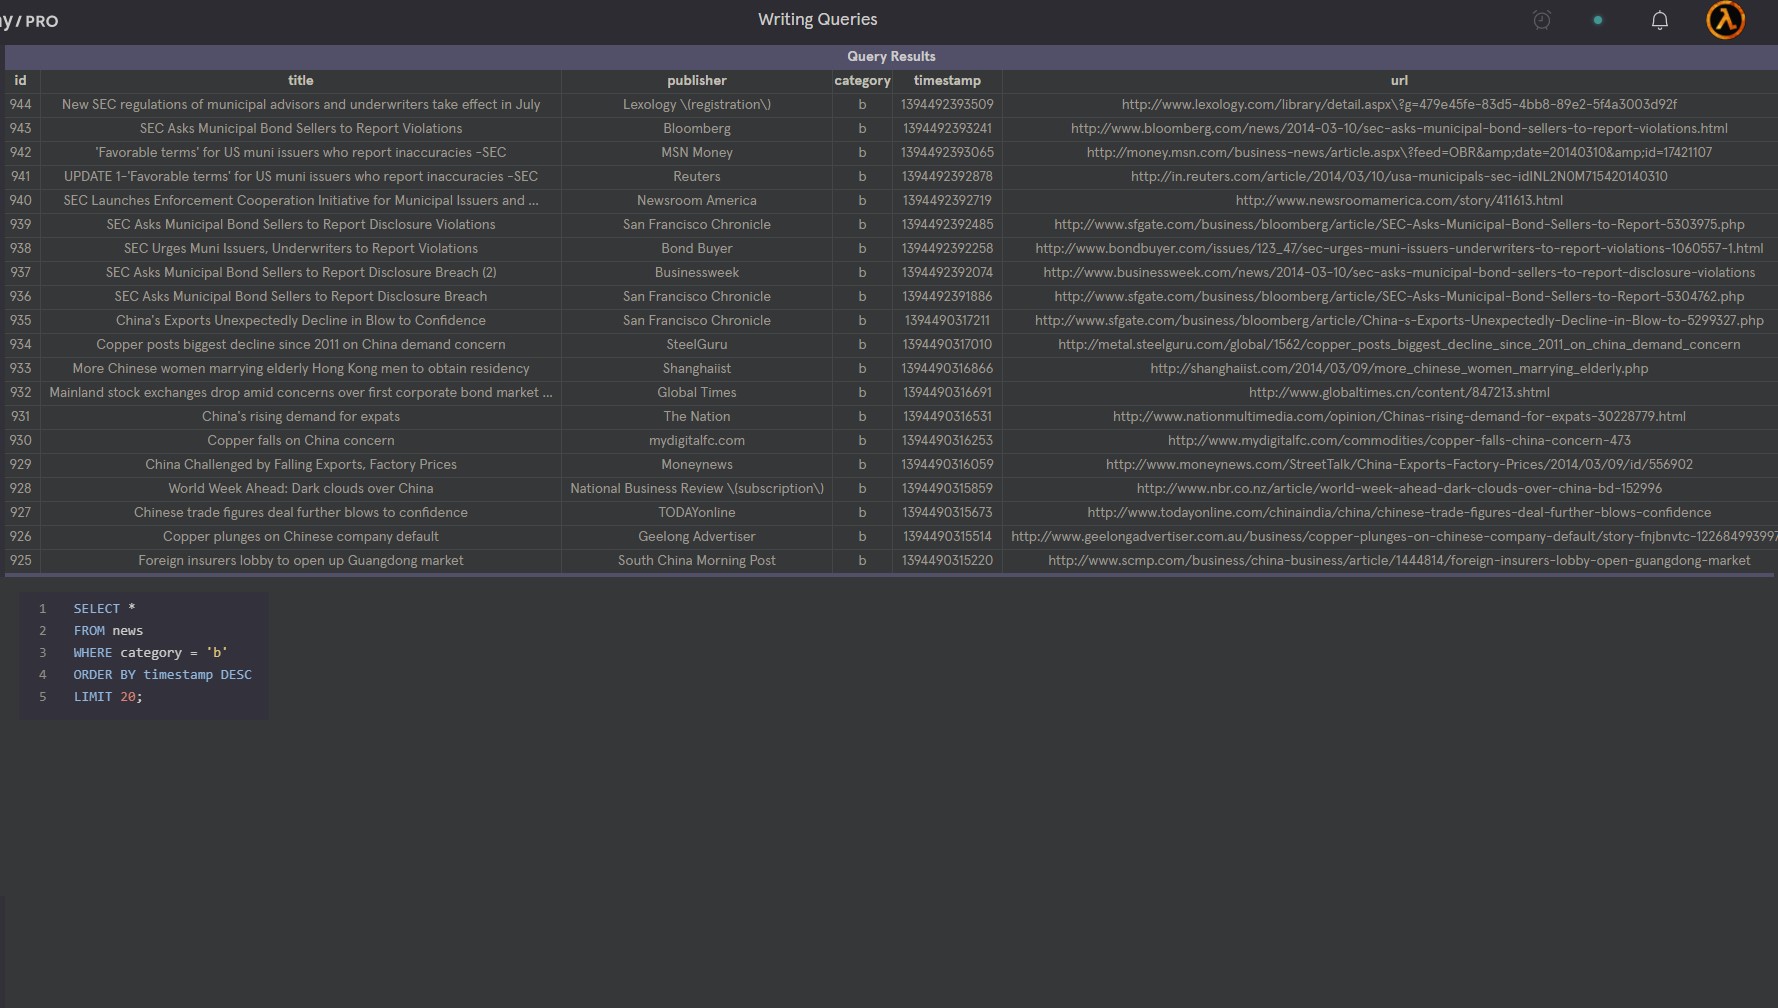 y/PRO Writing Queries
Query Results
id title publisher category timestamp url
944 New SEC regulations of municipal advisors and underwriters take effect in July Lexology \(registration\) b 1394492393509 http://www.lexology.com/library/detail.aspx\?g=479e45fe-83d5-4bb8-89e2-5f4a3003d92f
943 SEC Asks Municipal Bond Sellers to Report Violations Bloomberg b 1394492393241 http://www.bloomberg.com/news/2014-03-10/sec-asks-municipal-bond-sellers-to-report-violations.html
942 'Favorable terms' for US muni issuers who report inaccuracies -SEC MSN Money b 1394492393065 http://money.msn.com/business-news/article.aspx\?feed=OBR&amp;date=20140310&amp;id=17421107
941 UPDATE 1-'Favorable terms' for US muni issuers who report inaccuracies -SEC Reuters b 1394492392878 http://in.reuters.com/article/2014/03/10/usa-municipals-sec-idINL2N0M715420140310
940 SEC Launches Enforcement Cooperation Initiative for Municipal Issuers and ... Newsroom America b 1394492392719 http://www.newsroomamerica.com/story/411613.html
939 SEC Asks Municipal Bond Sellers to Report Disclosure Violations San Francisco Chronicle b 1394492392485 http://www.sfgate.com/business/bloomberg/article/SEC-Asks-Municipal-Bond-Sellers-to-Report-5303975.php
938 SEC Urges Muni Issuers, Underwriters to Report Violations Bond Buyer b 1394492392258 http://www.bondbuyer.com/issues/123_47/sec-urges-muni-issuers-underwriters-to-report-violations-1060557-1.html
937 SEC Asks Municipal Bond Sellers to Report Disclosure Breach (2) Businessweek b 1394492392074 http://www.businessweek.com/news/2014-03-10/sec-asks-municipal-bond-sellers-to-report-disclosure-violations
936 SEC Asks Municipal Bond Sellers to Report Disclosure Breach San Francisco Chronicle b 1394492391886 http://www.sfgate.com/business/bloomberg/article/SEC-Asks-Municipal-Bond-Sellers-to-Report-5304762.php
935 China's Exports Unexpectedly Decline in Blow to Confidence San Francisco Chronicle b 1394490317211 http://www.sfgate.com/business/bloomberg/article/China-s-Exports-Unexpectedly-Decline-in-Blow-to-5299327.php
934 Copper posts biggest decline since 2011 on China demand concern SteelGuru b 1394490317010 http://metal.steelguru.com/global/1562/copper_posts_biggest_decline_since_2011_on_china_demand_concern
933 More Chinese women marrying elderly Hong Kong men to obtain residency Shanghaiist b 1394490316866 http://shanghaiist.com/2014/03/09/more_chinese_women_marrying_elderly.php
932 Mainland stock exchanges drop amid concerns over first corporate bond market ... Global Times b 1394490316691 http://www.globaltimes.cn/content/847213.shtml
931 China's rising demand for expats The Nation b 1394490316531 http://www.nationmultimedia.com/opinion/Chinas-rising-demand-for-expats-30228779.html
930 Copper falls on China concern mydigitalfc.com b 1394490316253 http://www.mydigitalfc.com/commodities/copper-falls-china-concern-473
929 China Challenged by Falling Exports, Factory Prices Moneynews b 1394490316059 http://www.moneynews.com/StreetTalk/China-Exports-Factory-Prices/2014/03/09/id/556902
928 World Week Ahead: Dark clouds over China National Business Review \(subscription\) b 1394490315859 http://www.nbr.co.nz/article/world-week-ahead-dark-clouds-over-china-bd-152996
927 Chinese trade figures deal further blows to confidence TODAYonline b 1394490315673 http://www.todayonline.com/chinaindia/china/chinese-trade-figures-deal-further-blows-confidence
926 Copper plunges on Chinese company default Geelong Advertiser b 1394490315514 http://www.geelongadvertiser.com.au/business/copper-plunges-on-chinese-company-default/story-fnjbnvtc-122684993997
925 Foreign insurers lobby to open up Guangdong market South China Morning Post b 1394490315220 http://www.scmp.com/business/china-business/article/1444814/foreign-insurers-lobby-open-guangdong-market
1 SELECT *
2 FROM news
3 WHERE category = 'b'
4 ORDER BY timestamp DESC
5 LIMIT 20;